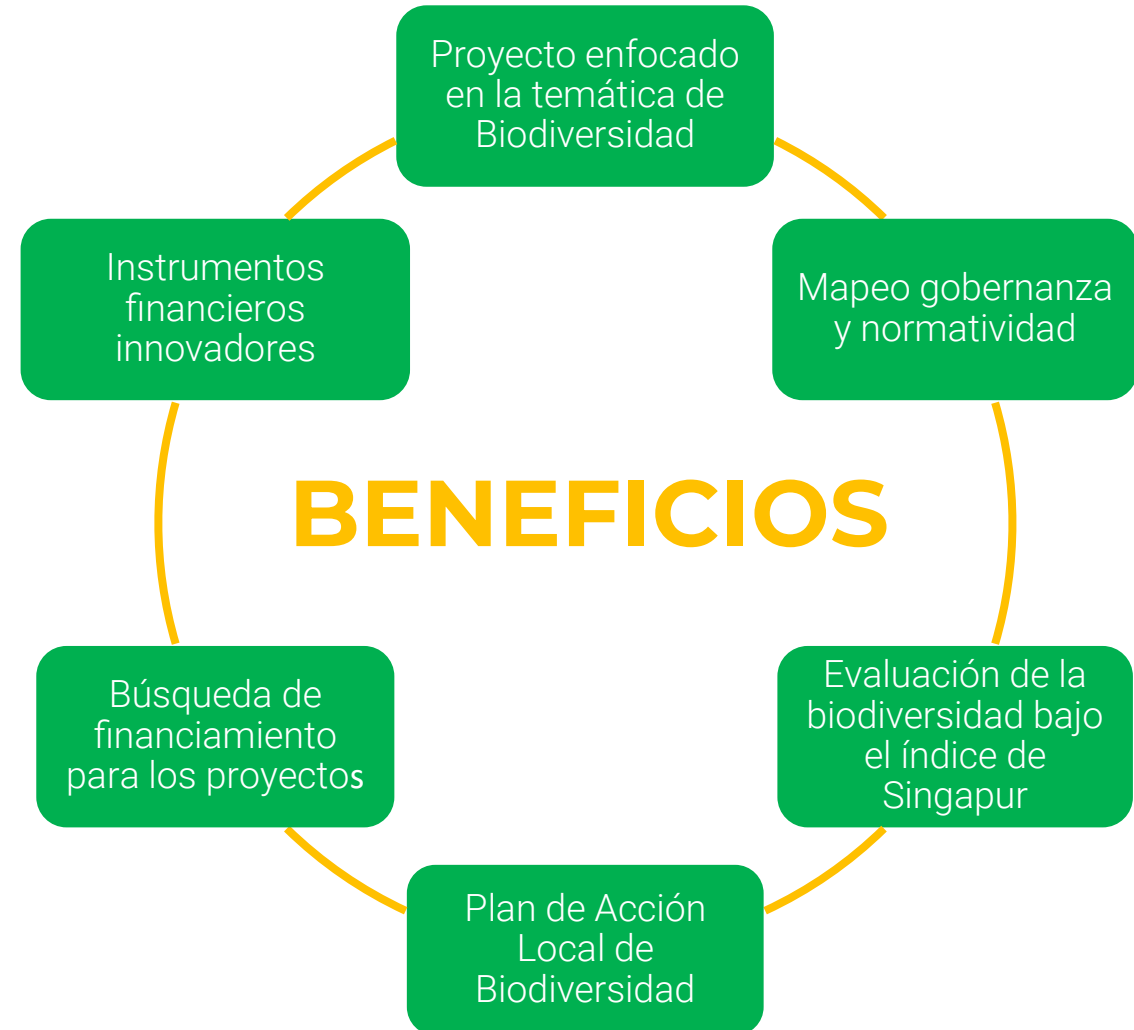 Proyecto enfocado
en la temática de
Biodiversidad
Instrumentos
financieros
innovadores
Mapeo gobernanza
y normatividad
BENEFICIOS
Búsqueda de
financiamiento
para los proyectos
Evaluación de la
biodiversidad bajo
el índice de
Singapur
Plan de Acción
Local de
Biodiversidad